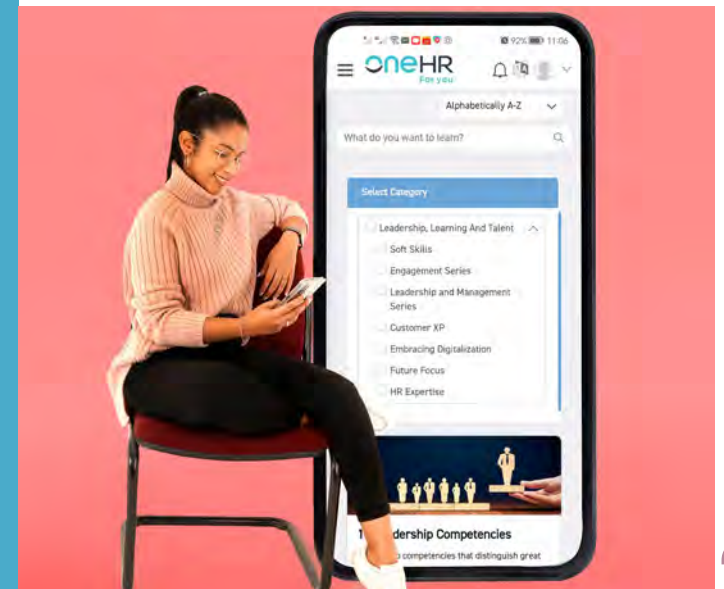 92% 11:06
oneHR
For you
Alphabetically A-Z
What do you want to learn?
Select Category
Leadership, Learning And Talent
Soft Skills
Engagement Series
Leadership and Management
Series
Customer XP
Embracing Digitalization
Future Focus
HR Expertise
dership Competencies
competencies that distinguish great